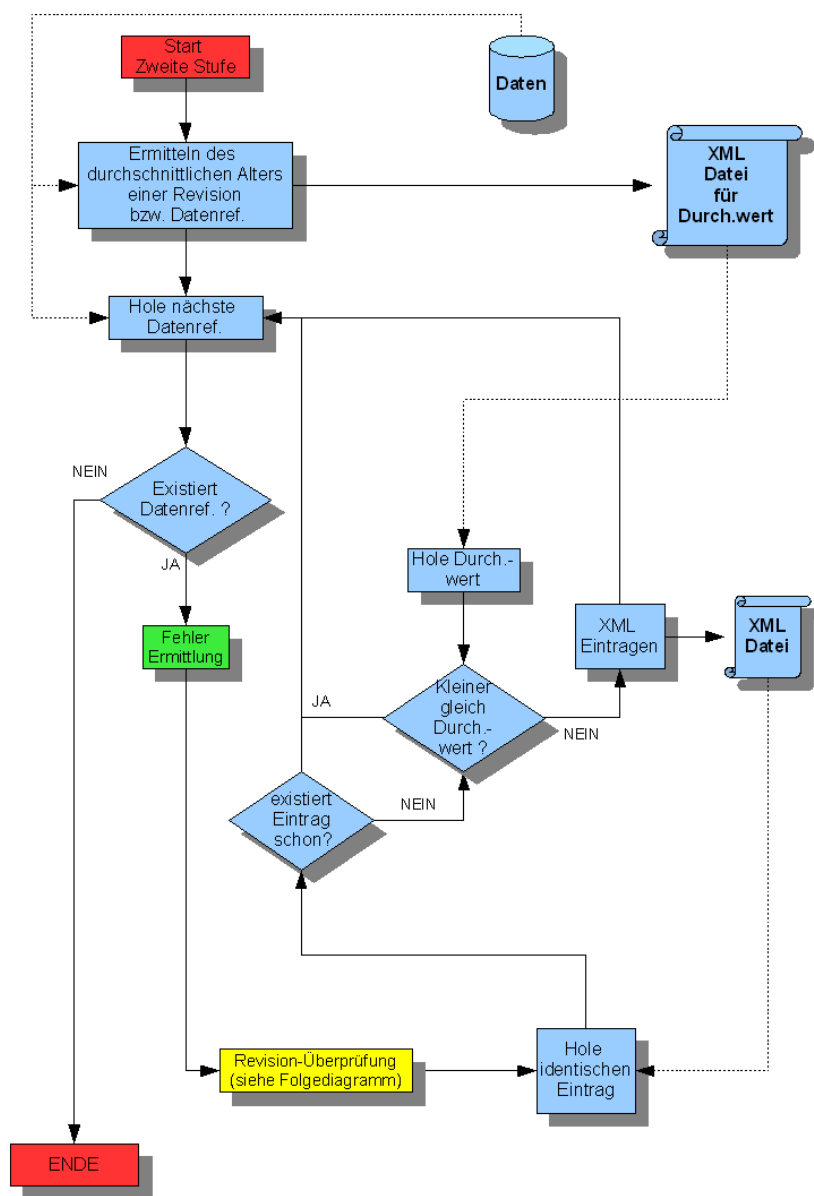 Start
Zweite Stufe
Daten
Ermitteln des
durchschnittlichen Alters
einer Revision
bzw. Datenref.
XML
Datei
für
Durch.wert
Hole nächste
Datenref.
NEIN
Existiert
Datenref. ?
JA
Hole Durch.-
wert
Fehler
Ermittlung
XML
Eintragen
XML
Datei
Kleiner
gleich
Durch.-
wert ?
JA
NEIN
existiert
Eintrag
schon?
NEIN
Revision-Überprüfung
(siehe Folgediagramm)
Hole
identischen
Eintrag
ENDE